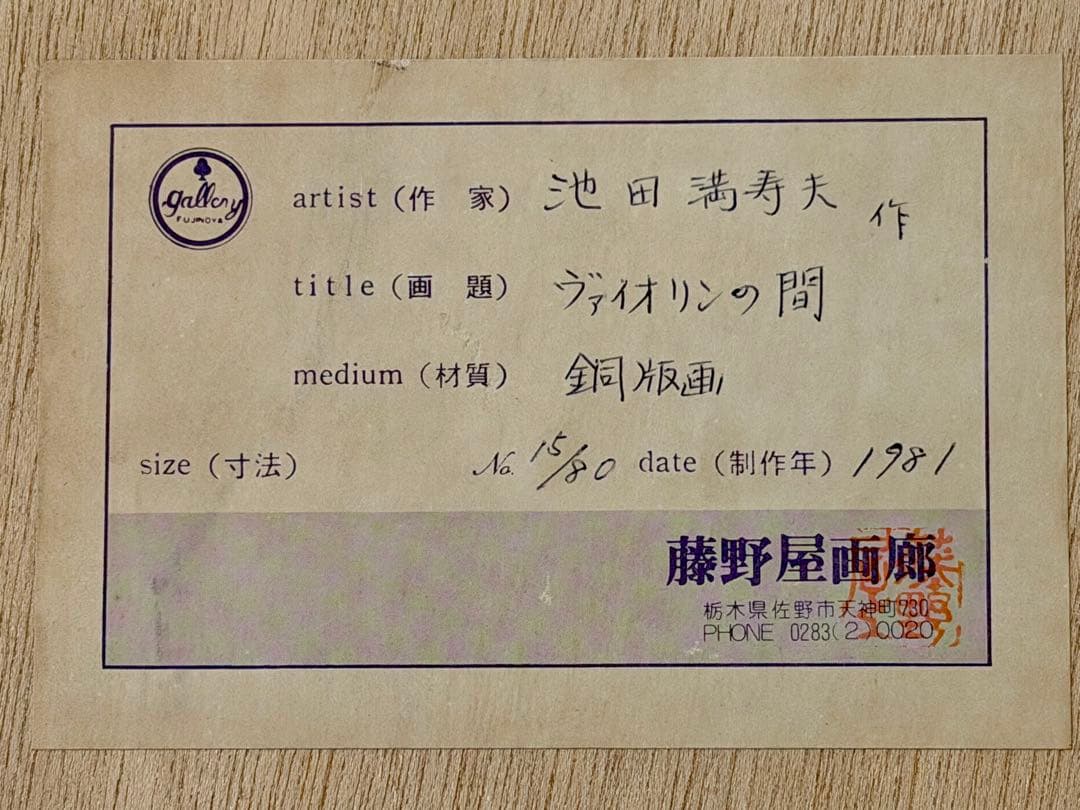 gallery
FUJINOYA
artist (作 家) 池田満寿夫 作
title (画 題) ヴァイオリンの間
medium (材質) 銅版画
size (寸法) No. 15/80 date (制作年) 1981
藤野屋画廊
栃木県佐野市天神町730
PHONE 0283(2)0020